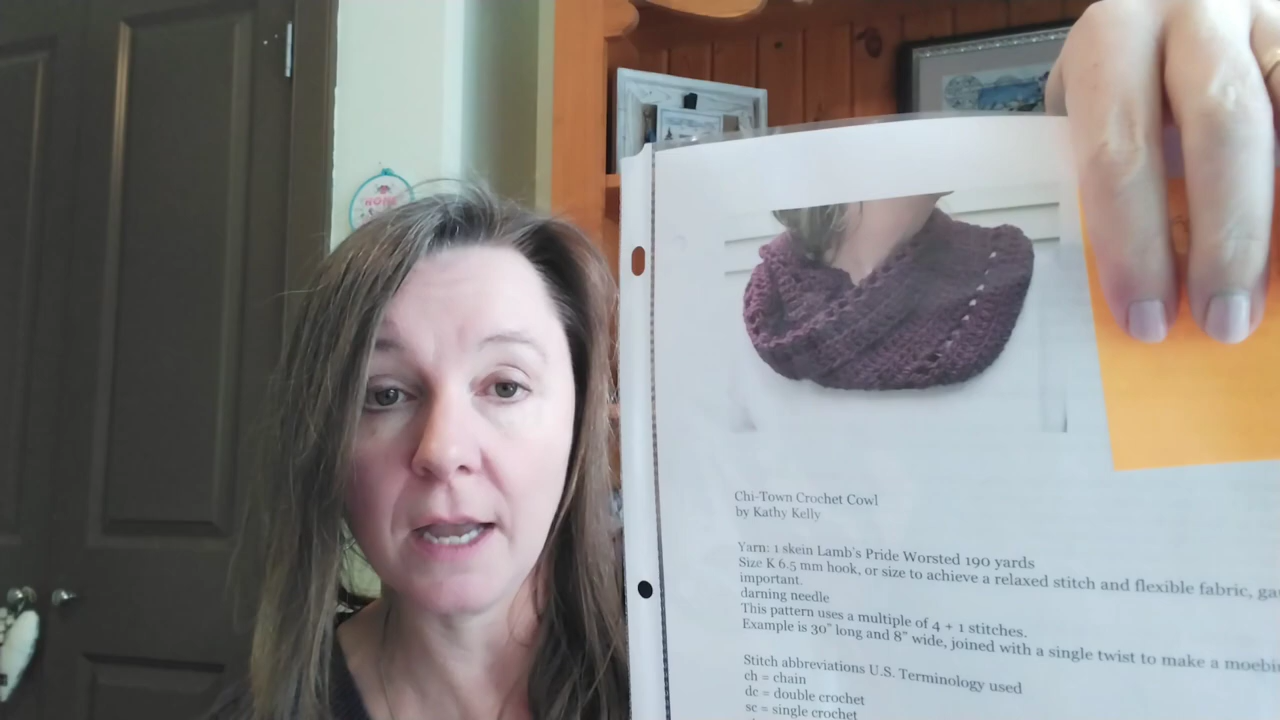 HOPE
Chi-Town Crochet Cowl
by Kathy Kelly
Yarn: 1 skein Lamb's Pride Worsted 190 yards
Size K 6.5 mm hook, or size to achieve a relaxed stitch and flexible fabric,
important.
darning needle
This pattern uses a multiple of 4 + 1 stitches.
Example is 30" long and 8" wide, joined with a single twist to make a
Stitch abbreviations U.S. Terminology used
ch = chain
dc = double crochet
sc = single crochet